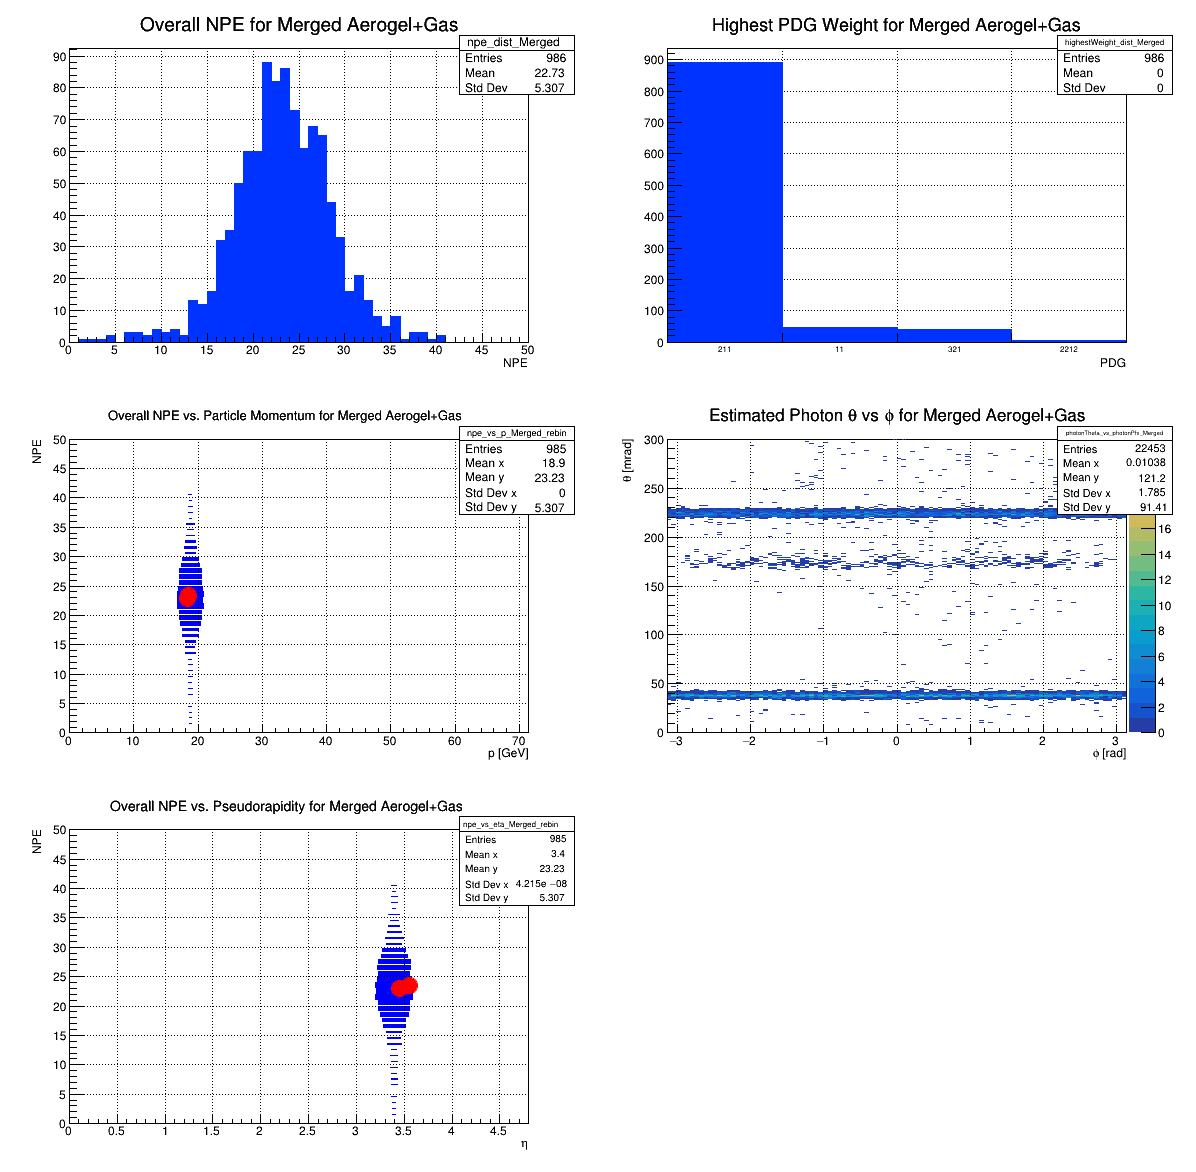 Overall NPE for Merged Aerogel+Gas
npe_dist_Merged
Entries 986
Mean 22.73
Std Dev 5.307
90
80
70
60
50
40
30
20
10
0
0 5 10 15 20 25 30 35 40 45 50
NPE
Highest PDG Weight for Merged Aerogel+Gas
highestWeight_dist_Merged
Entries 986
Mean 0
Std Dev 0
900
800
700
600
500
400
300
200
100
0
211 11 321 2212
PDG
Overall NPE vs. Particle Momentum for Merged Aerogel+Gas
npe_vs_p_Merged_rebin
Entries 985
Mean x 18.9
Mean y 23.23
Std Dev x 0
Std Dev y 5.307
NPE
50
45
40
35
30
25
20
15
10
5
0
0 10 20 30 40 50 60 70
p [GeV]
Estimated Photon θ vs ϕ for Merged Aerogel+Gas
photonTheta_vs_photonPhi_Merged
Entries 22453
Mean x 0.01038
Mean y 121.2
Std Dev x 1.785
Std Dev y 91.41
θ [mrad]
300
250
200
150
100
50
0
−3 −2 −1 0 1 2 3
ϕ [rad]
16
14
12
10
8
6
4
2
0
Overall NPE vs. Pseudorapidity for Merged Aerogel+Gas
npe_vs_eta_Merged_rebin
Entries 985
Mean x 3.4
Mean y 23.23
Std Dev x 4.215e −08
Std Dev y 5.307
NPE
50
45
40
35
30
25
20
15
10
5
0
0 0.5 1 1.5 2 2.5 3 3.5 4 4.5
η